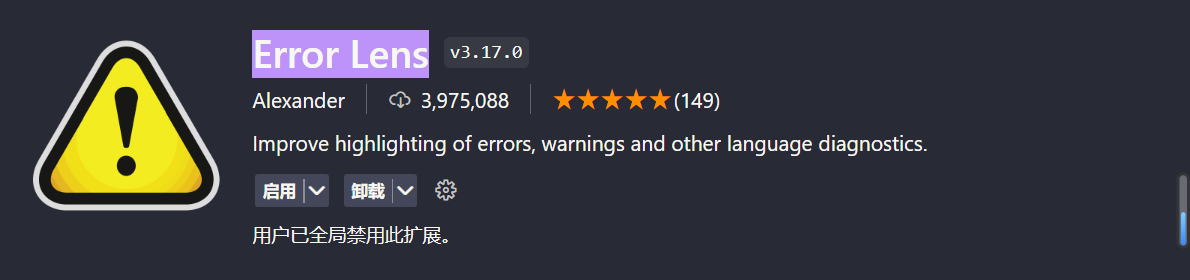 Error Lens v3.17.0
Alexander 3,975,088 ★★★★★(149)
Improve highlighting of errors, warnings and other language diagnostics.
启用 卸载
用户已全局禁用此扩展。